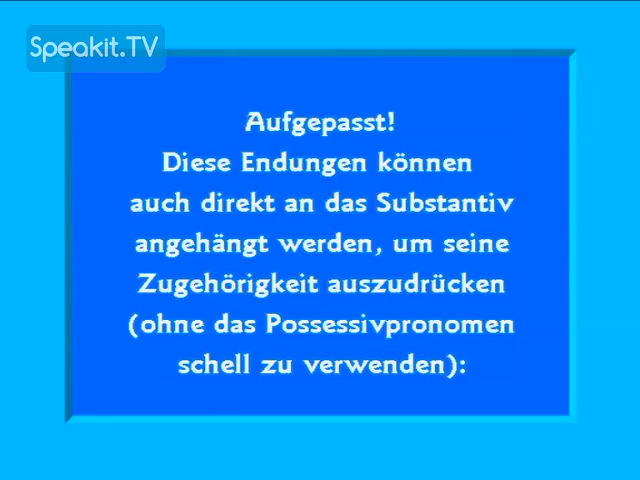 Speakit.TV
Aufgepasst!
Diese Endungen können
auch direkt an das Substantiv
angehängt werden, um seine
Zugehörigkeit auszudrücken
(ohne das Possessivpronomen
schell zu verwenden):